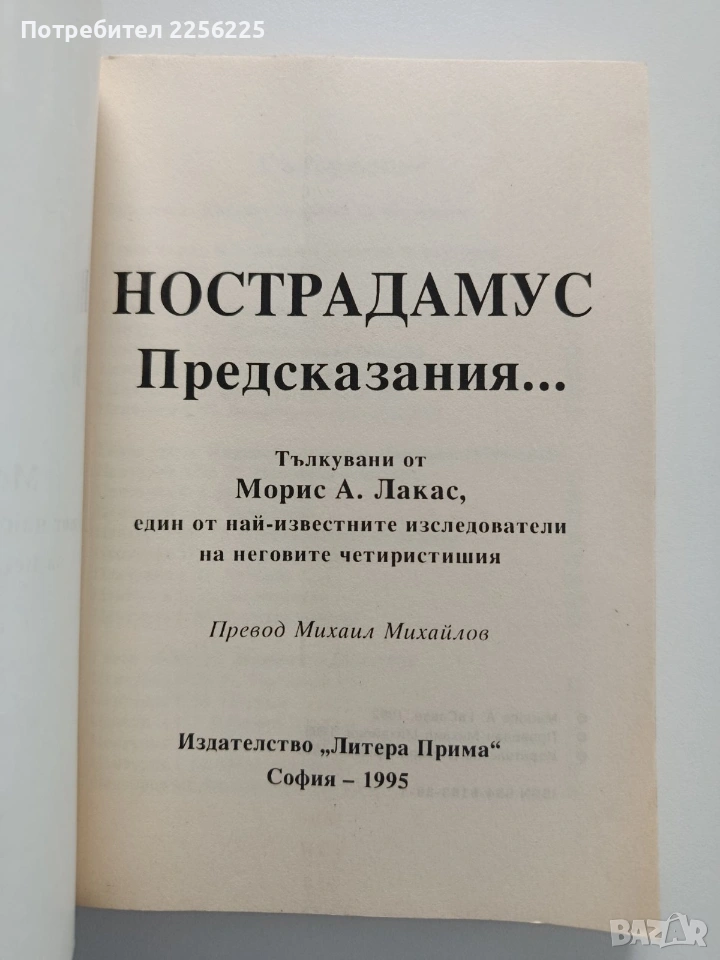 Потребител 2256225
НОСТРАДАМУС
Предсказания...
Тълкувани от
Морис А. Лакас,
един от най-известните изследователи
на неговите четиристишия
Превод Михаил Михайлов
Издателство „Литера Прима“
София – 1995
BAZAR